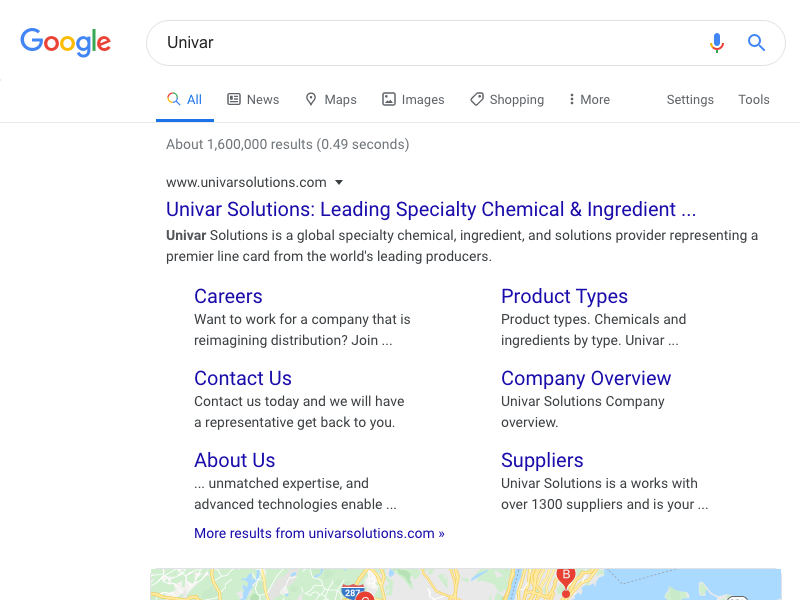 Google
Univar
All News Maps Images Shopping More Settings Tools
About 1,600,000 results (0.49 seconds)
www.univarsolutions.com
Univar Solutions: Leading Specialty Chemical & Ingredient ...
Univar Solutions is a global specialty chemical, ingredient, and solutions provider representing a
premier line card from the world's leading producers.
Careers
Want to work for a company that is
reimagining distribution? Join ...
Product Types
Product types. Chemicals and
ingredients by type. Univar ...
Contact Us
Contact us today and we will have
a representative get back to you.
Company Overview
Univar Solutions Company
overview.
About Us
... unmatched expertise, and
advanced technologies enable ...
Suppliers
Univar Solutions is a works with
over 1300 suppliers and is your ...
More results from univarsolutions.com »
B
287